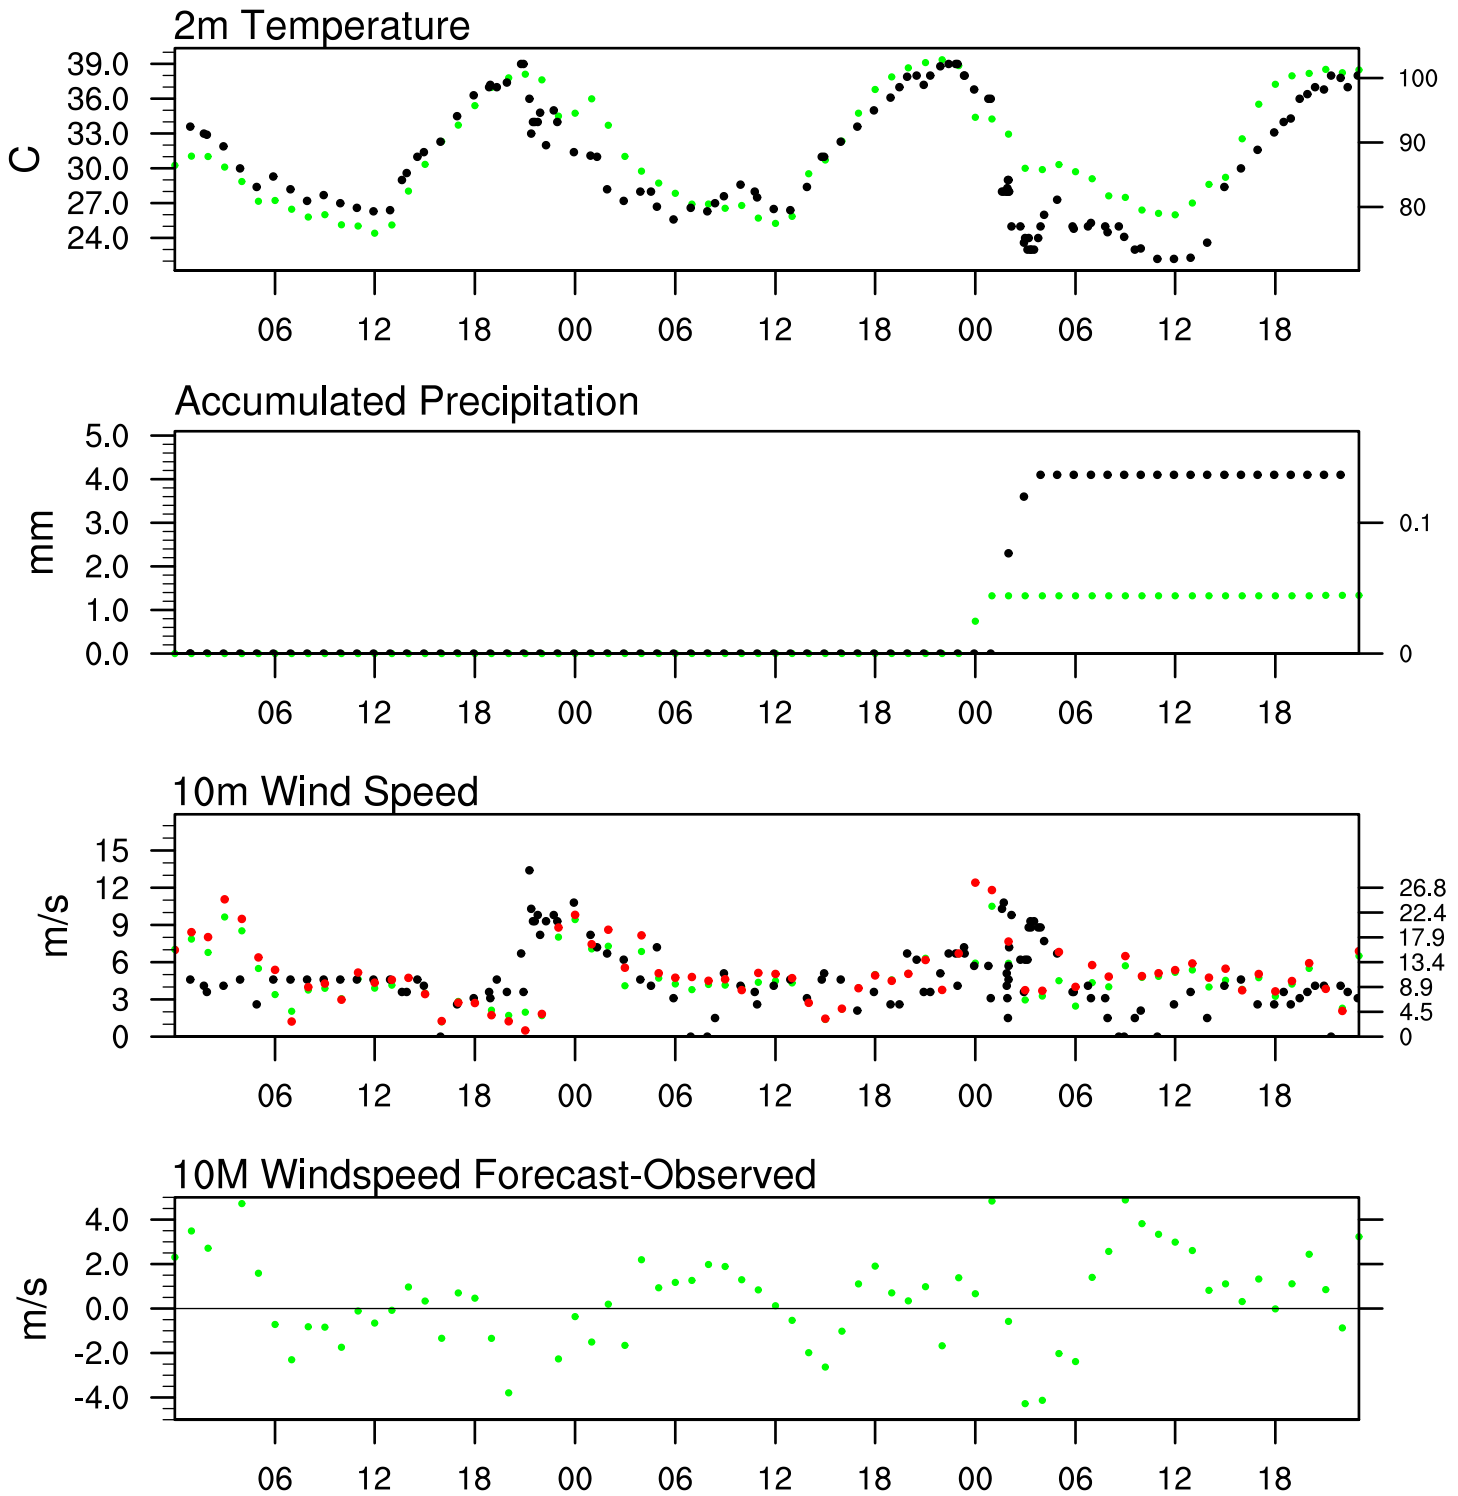 2m Temperature
C
39.0
36.0
33.0
30.0
27.0
24.0
100
90
80
06 12 18 00 06 12 18 00 06 12 18
Accumulated Precipitation
mm
5.0
4.0
3.0
2.0
1.0
0.0
0.1
0
06 12 18 00 06 12 18 00 06 12 18
10m Wind Speed
m/s
15
12
9
6
3
0
26.8
22.4
17.9
13.4
8.9
4.5
0
06 12 18 00 06 12 18 00 06 12 18
10M Windspeed Forecast-Observed
m/s
4.0
2.0
0.0
-2.0
-4.0
06 12 18 00 06 12 18 00 06 12 18